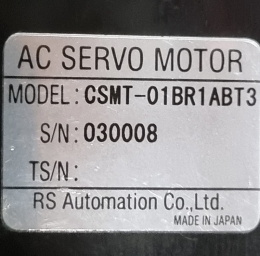 AC SERVO MOTOR
MODEL: CSMT-01BR1ABT3
S/N: 030008
TS/N:
RS Automation Co.,Ltd.
MADE IN JAPAN